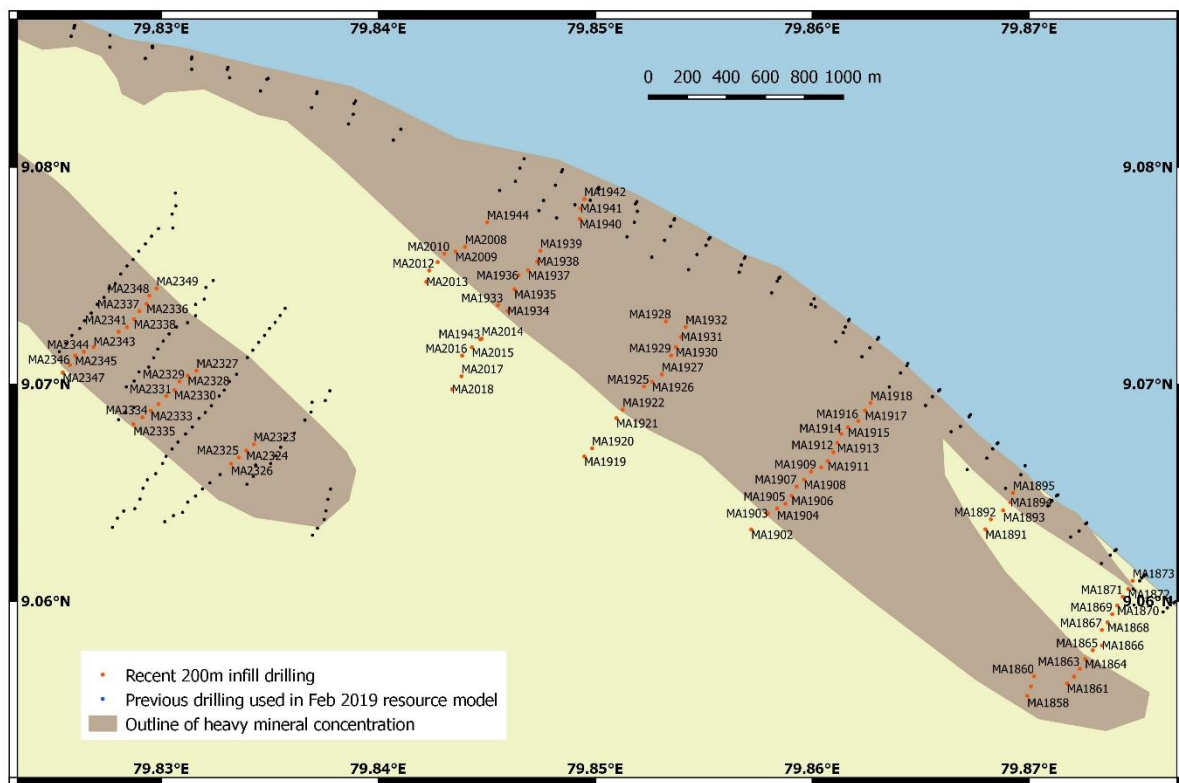 79.83°E 79.84°E 79.85°E 79.86°E 79.87°E
0 200 400 600 800 1000 m
9.08°N 9.08°N
MA1942
MA1941
MA1944 MA1940
MA2008
MA2010 MA2009 MA1939
MA2012 MA1938
MA1936 MA1937
MA2013
MA2349
MA2348 MA1935
MA2337 MA2336 MA1933 MA1934
MA2341 MA2338 MA1928 MA1932
MA1943 MA2014 MA1931
MA2344 MA2343 MA2016 MA2015 MA1929 MA1930
MA2346 MA2345 MA2327 MA2017 MA1927
9.07°N 9.07°N
MA2347 MA2329 MA2328 MA2018 MA1925 MA1926
MA2331 MA2330 MA1918
MA2334 MA2333 MA1922 MA1916 MA1917
MA2335 MA1921 MA1915
MA2323 MA1920 MA1912 MA1913
MA2325 MA2324 MA1919 MA1909 MA1911
MA2326 MA1907 MA1908
MA1905 MA1906 MA1895
MA1903 MA1904 MA1894
MA1902 MA1892 MA1893
MA1891
MA1873
MA1871 MA1872
9.06°N 9.06°N
MA1869 MA1870
MA1867 MA1868
MA1865 MA1866
MA1860 MA1863 MA1864
MA1861
MA1858
Recent 200m infill drilling
Previous drilling used in Feb 2019 resource model
Outline of heavy mineral concentration
79.83°E 79.84°E 79.85°E 79.86°E 79.87°E